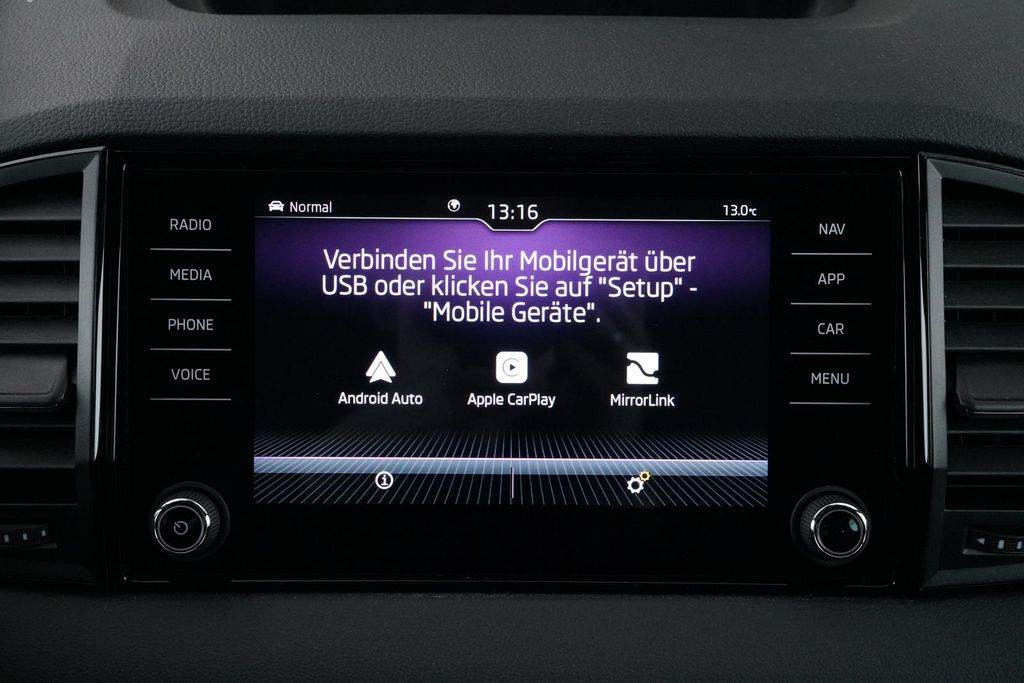 Normal 13:16 13.0°C
RADIO
MEDIA
PHONE
VOICE
Verbinden Sie Ihr Mobilgerät über
USB oder klicken Sie auf "Setup" -
"Mobile Geräte".
Android Auto Apple CarPlay MirrorLink
NAV
APP
CAR
MENU